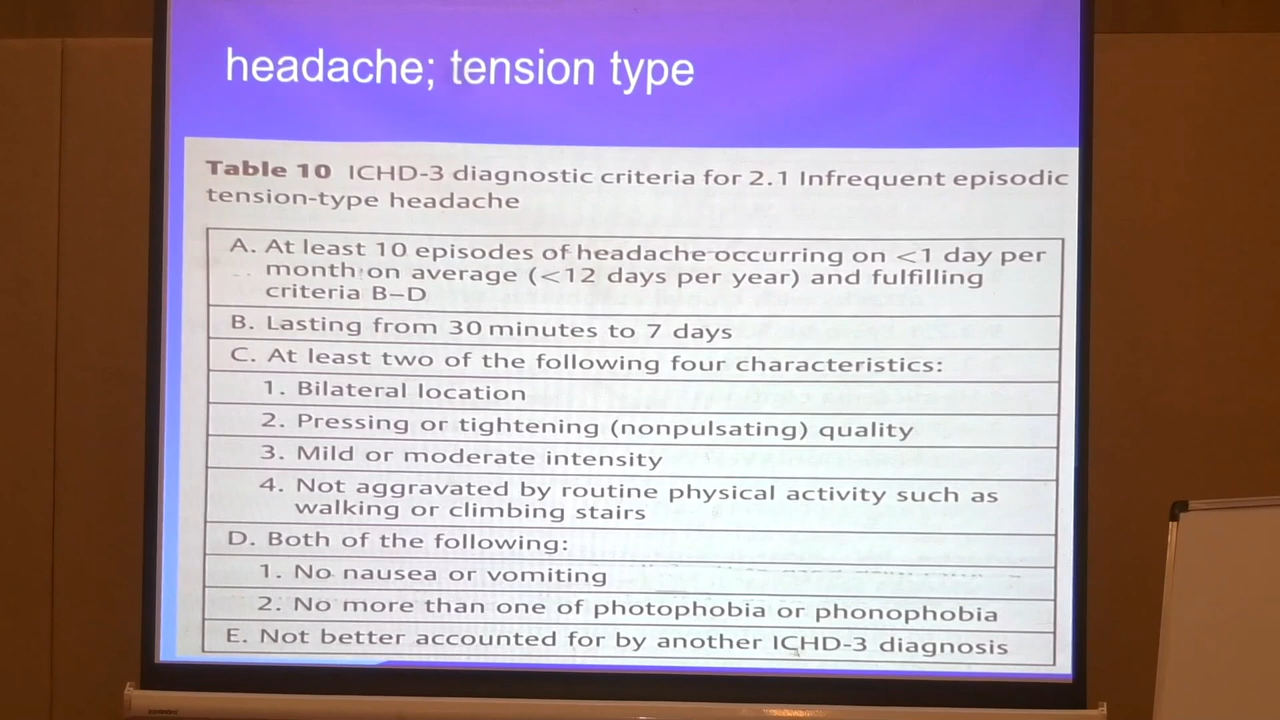 headache; tension type
Table 10 ICHD-3 diagnostic criteria for 2.1 Infrequent episodic
tension-type headache
A. At least 10 episodes of headache occurring on <1 day per
month on average (<12 days per year) and fulfilling
criteria B–D
B. Lasting from 30 minutes to 7 days
C. At least two of the following four characteristics:
1. Bilateral location
2. Pressing or tightening (nonpulsating) quality
3. Mild or moderate intensity
4. Not aggravated by routine physical activity such as
walking or climbing stairs
D. Both of the following:
1. No nausea or vomiting
2. No more than one of photophobia or phonophobia
E. Not better accounted for by another ICHD-3 diagnosis